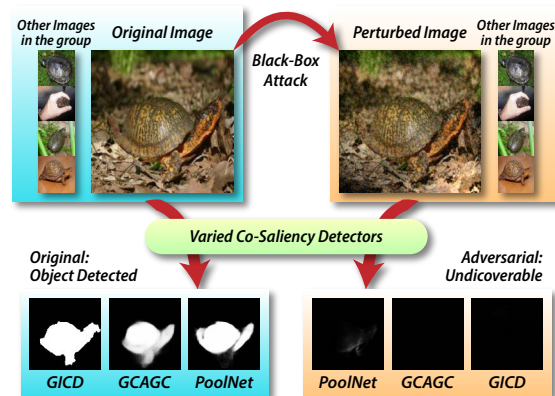 Other Images
in the group
Original Image
Black-Box
Attack
Perturbed Image
Other Images
in the group
Varied Co-Saliency Detectors
Original:
Object Detected
Adversarial:
Undicoverable
GICD
GCAGC
PoolNet
PoolNet
GCAGC
GICD